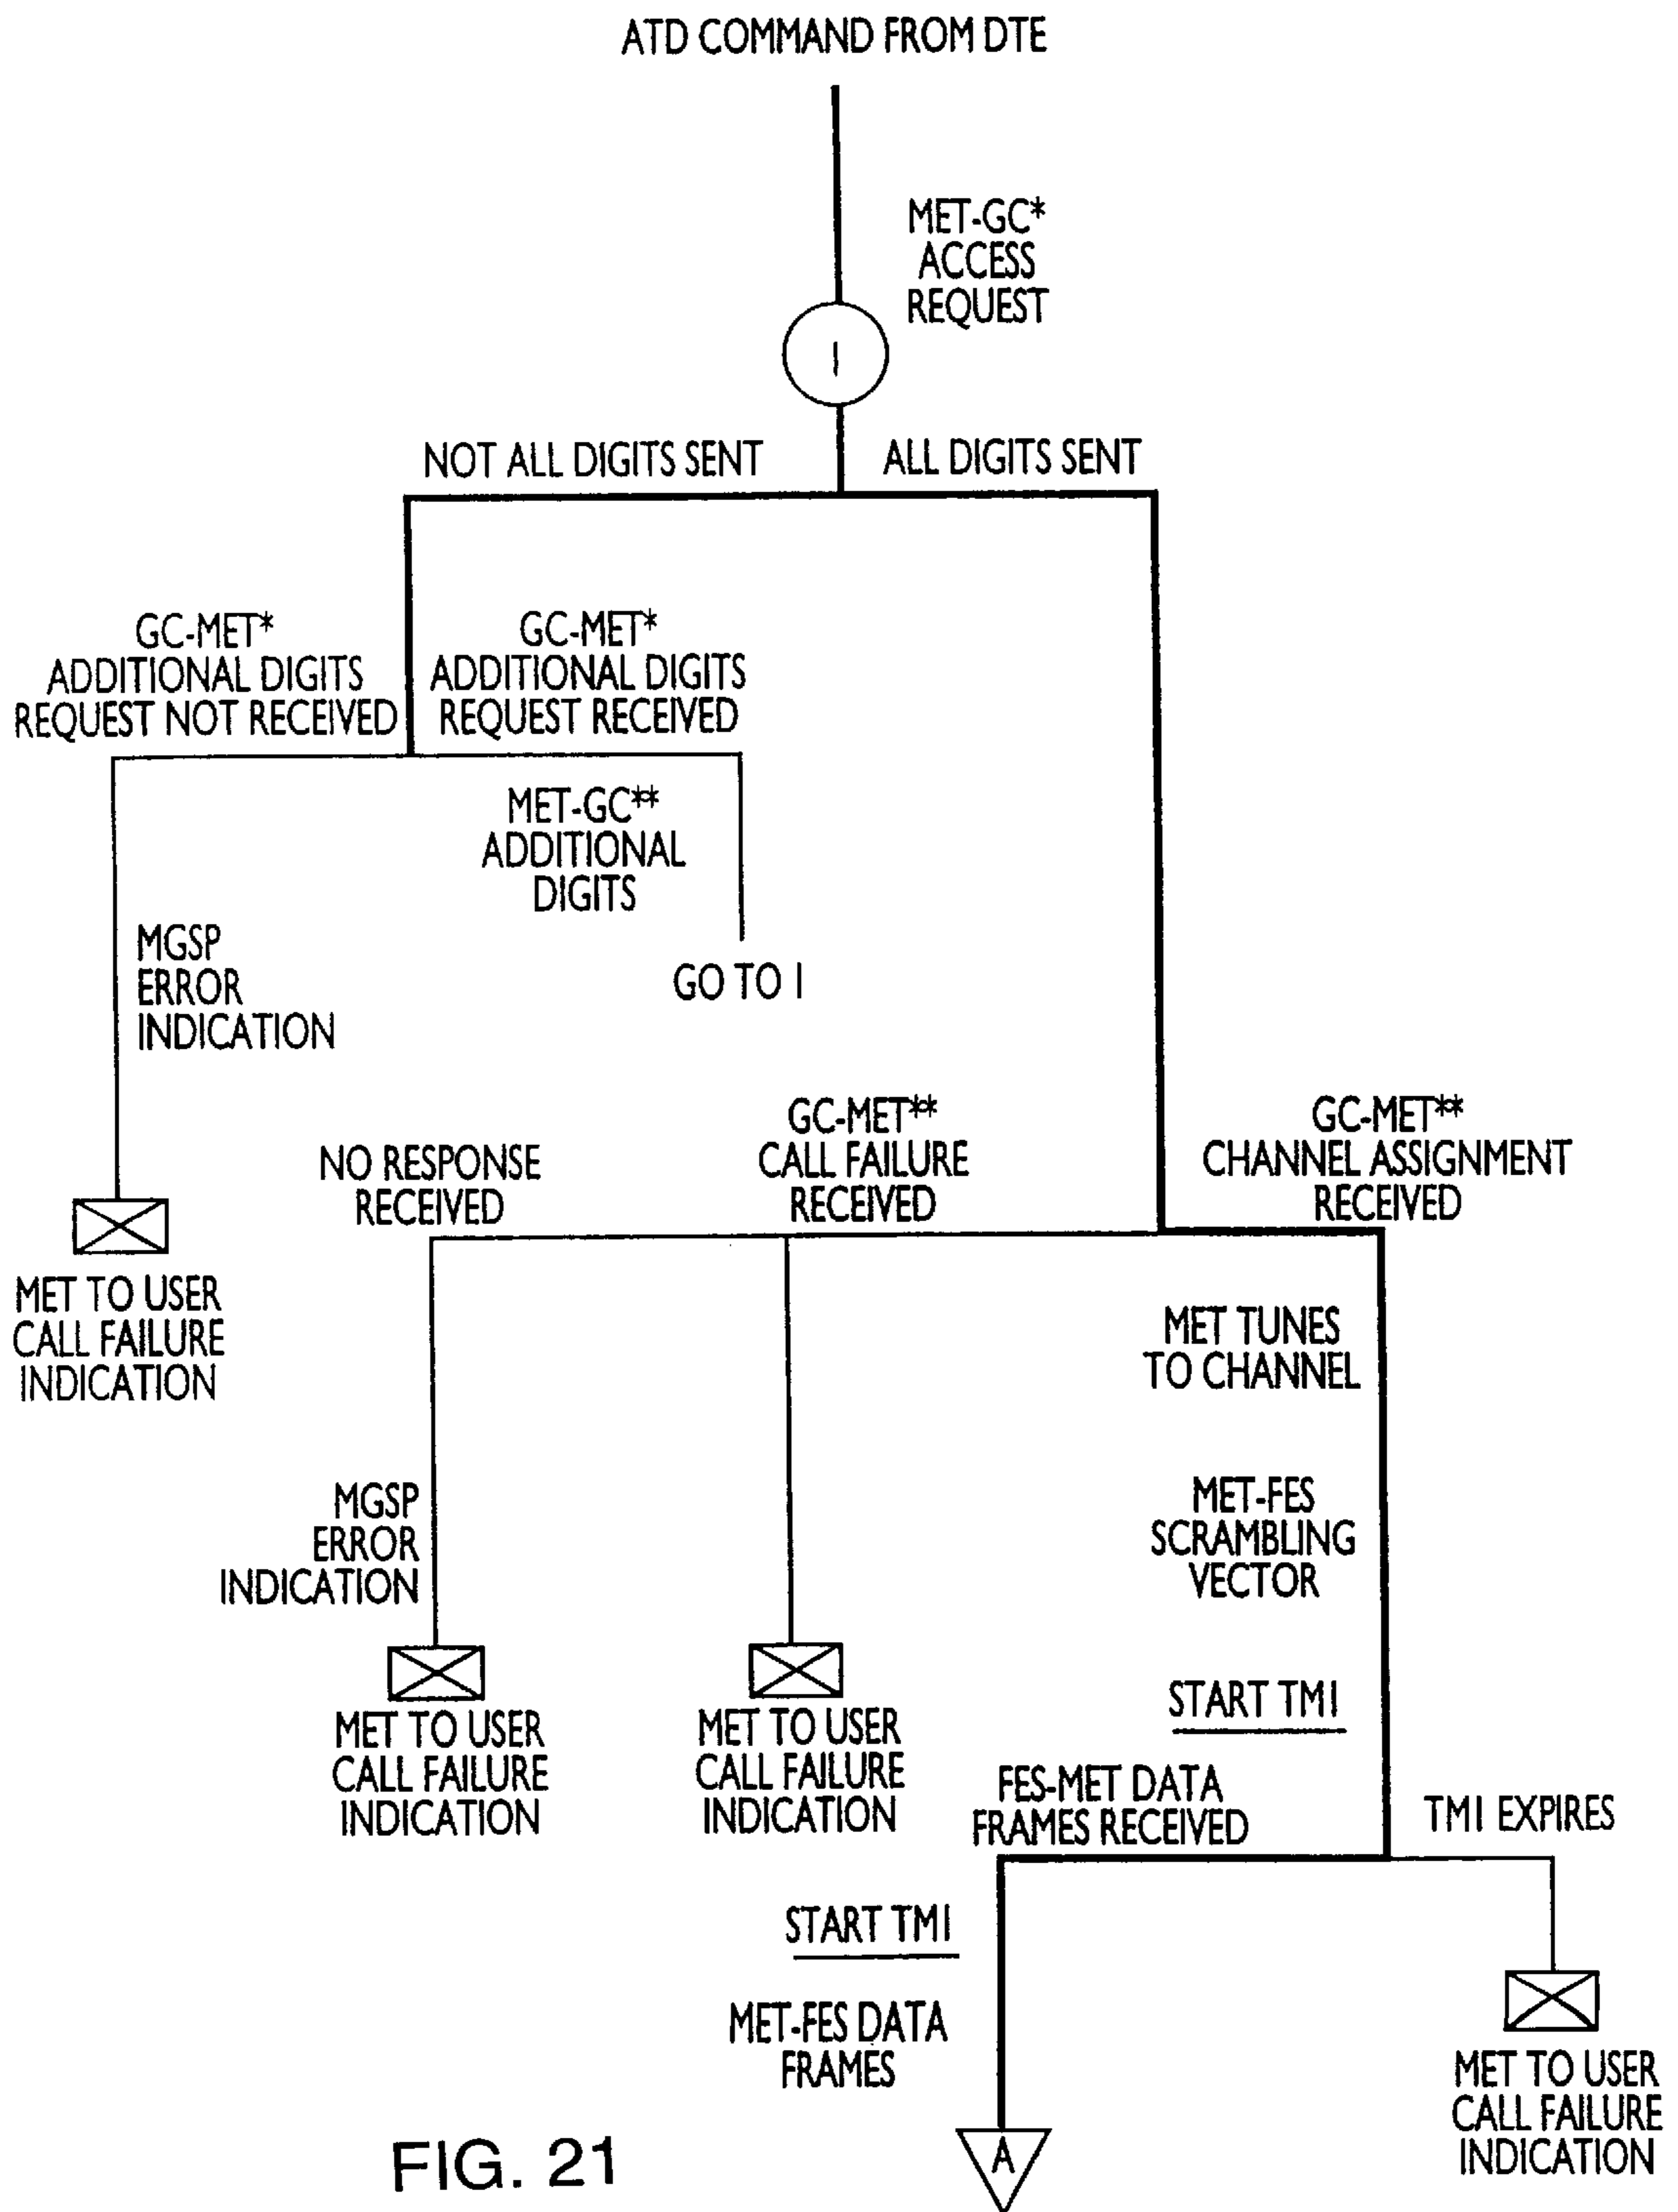 ATD COMMAND FROM DTE
MET-GC*
ACCESS
REQUEST
1
NOT ALL DIGITS SENT
ALL DIGITS SENT
GC-MET*
ADDITIONAL DIGITS
REQUEST NOT RECEIVED
GC-MET*
ADDITIONAL DIGITS
REQUEST RECEIVED
MET-GC**
ADDITIONAL
DIGITS
MGSP
ERROR
INDICATION
GO TO 1
NO RESPONSE
RECEIVED
GC-MET**
CALL FAILURE
RECEIVED
GC-MET**
CHANNEL ASSIGNMENT
RECEIVED
MET TO USER
CALL FAILURE
INDICATION
MET TUNES
TO CHANNEL
MGSP
ERROR
INDICATION
MET-FES
SCRAMBLING
VECTOR
MET TO USER
CALL FAILURE
INDICATION
MET TO USER
CALL FAILURE
INDICATION
START TM1
FES-MET DATA
FRAMES RECEIVED
TM1 EXPIRES
START TM1
MET-FES DATA
FRAMES
MET TO USER
CALL FAILURE
INDICATION
A
FIG. 21